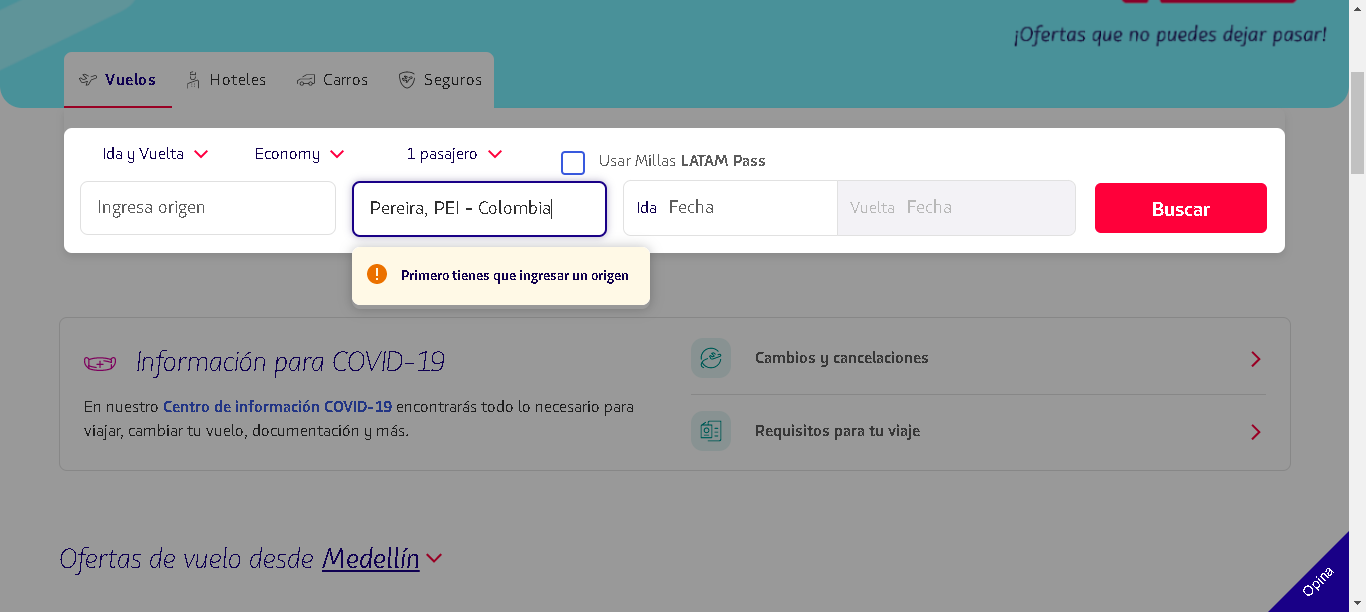 ¡Ofertas que no puedes dejar pasar!
Vuelos Hoteles Carros Seguros
Ida y Vuelta Economy 1 pasajero Usar Millas LATAM Pass
Ingresa origen Pereira, PEI - Colombia Ida Fecha Vuelta Fecha Buscar
Primero tienes que ingresar un origen
Información para COVID-19
En nuestro Centro de información COVID-19 encontrarás todo lo necesario para
viajar, cambiar tu vuelo, documentación y más.
Cambios y cancelaciones
Requisitos para tu viaje
Ofertas de vuelo desde Medellín
Opina